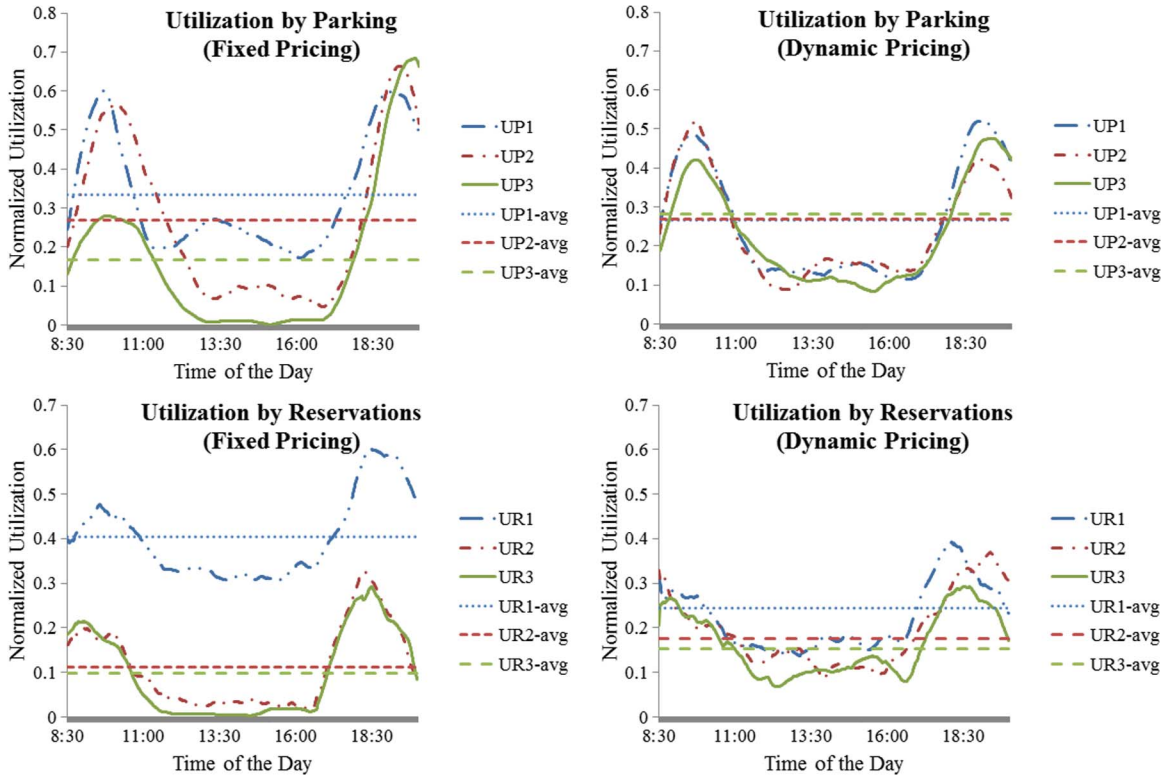 Utilization by Parking
(Fixed Pricing)
Normalized Utilization
0.8
0.7
0.6
0.5
0.4
0.3
0.2
0.1
0
8:30 11:00 13:30 16:00 18:30
Time of the Day
UP1
UP2
UP3
UP1-avg
UP2-avg
UP3-avg
Utilization by Parking
(Dynamic Pricing)
Normalized Utilization
0.8
0.7
0.6
0.5
0.4
0.3
0.2
0.1
0
8:30 11:00 13:30 16:00 18:30
Time of the Day
UP1
UP2
UP3
UP1-avg
UP2-avg
UP3-avg
Utilization by Reservations
(Fixed Pricing)
Normalized Utilization
0.7
0.6
0.5
0.4
0.3
0.2
0.1
0
8:30 11:00 13:30 16:00 18:30
Time of the Day
UR1
UR2
UR3
UR1-avg
UR2-avg
UR3-avg
Utilization by Reservations
(Dynamic Pricing)
Normalized Utilization
0.7
0.6
0.5
0.4
0.3
0.2
0.1
0
8:30 11:00 13:30 16:00 18:30
Time of the Day
UR1
UR2
UR3
UR1-avg
UR2-avg
UR3-avg